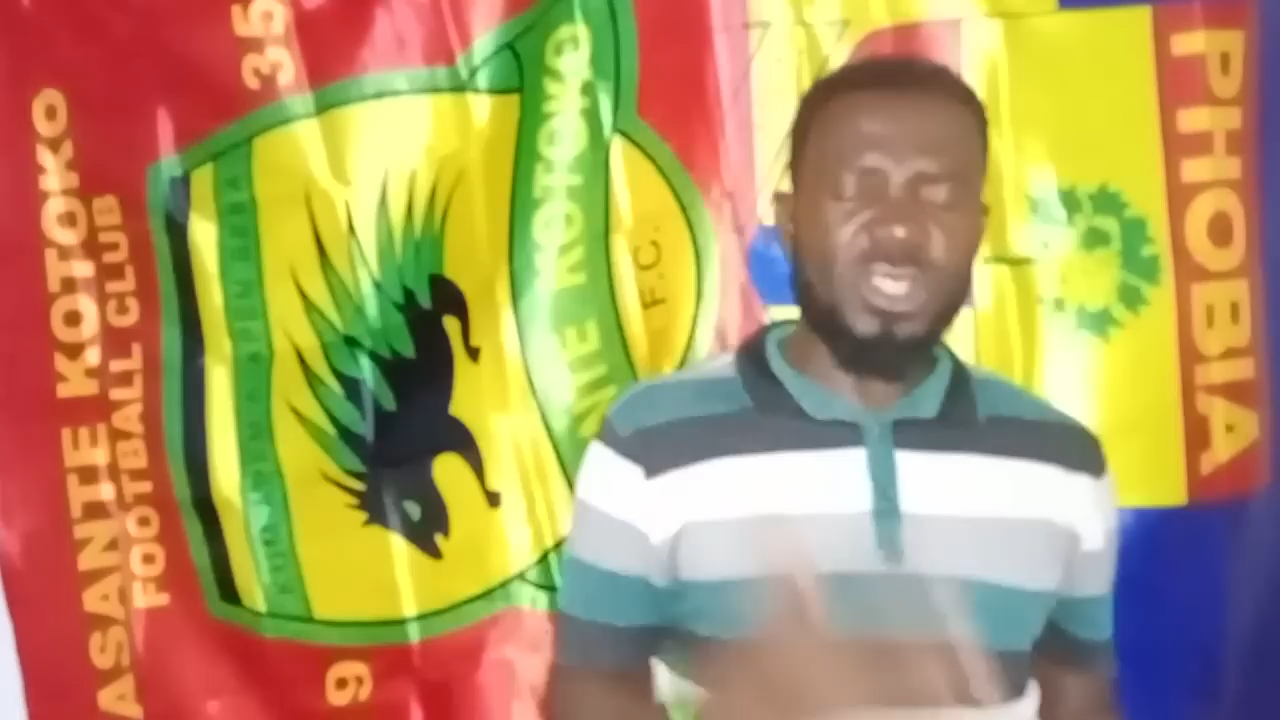 ASANTE KOTOKO
FOOTBALL CLUB
35
9
KOTOKO
F.C.
PHOBIA